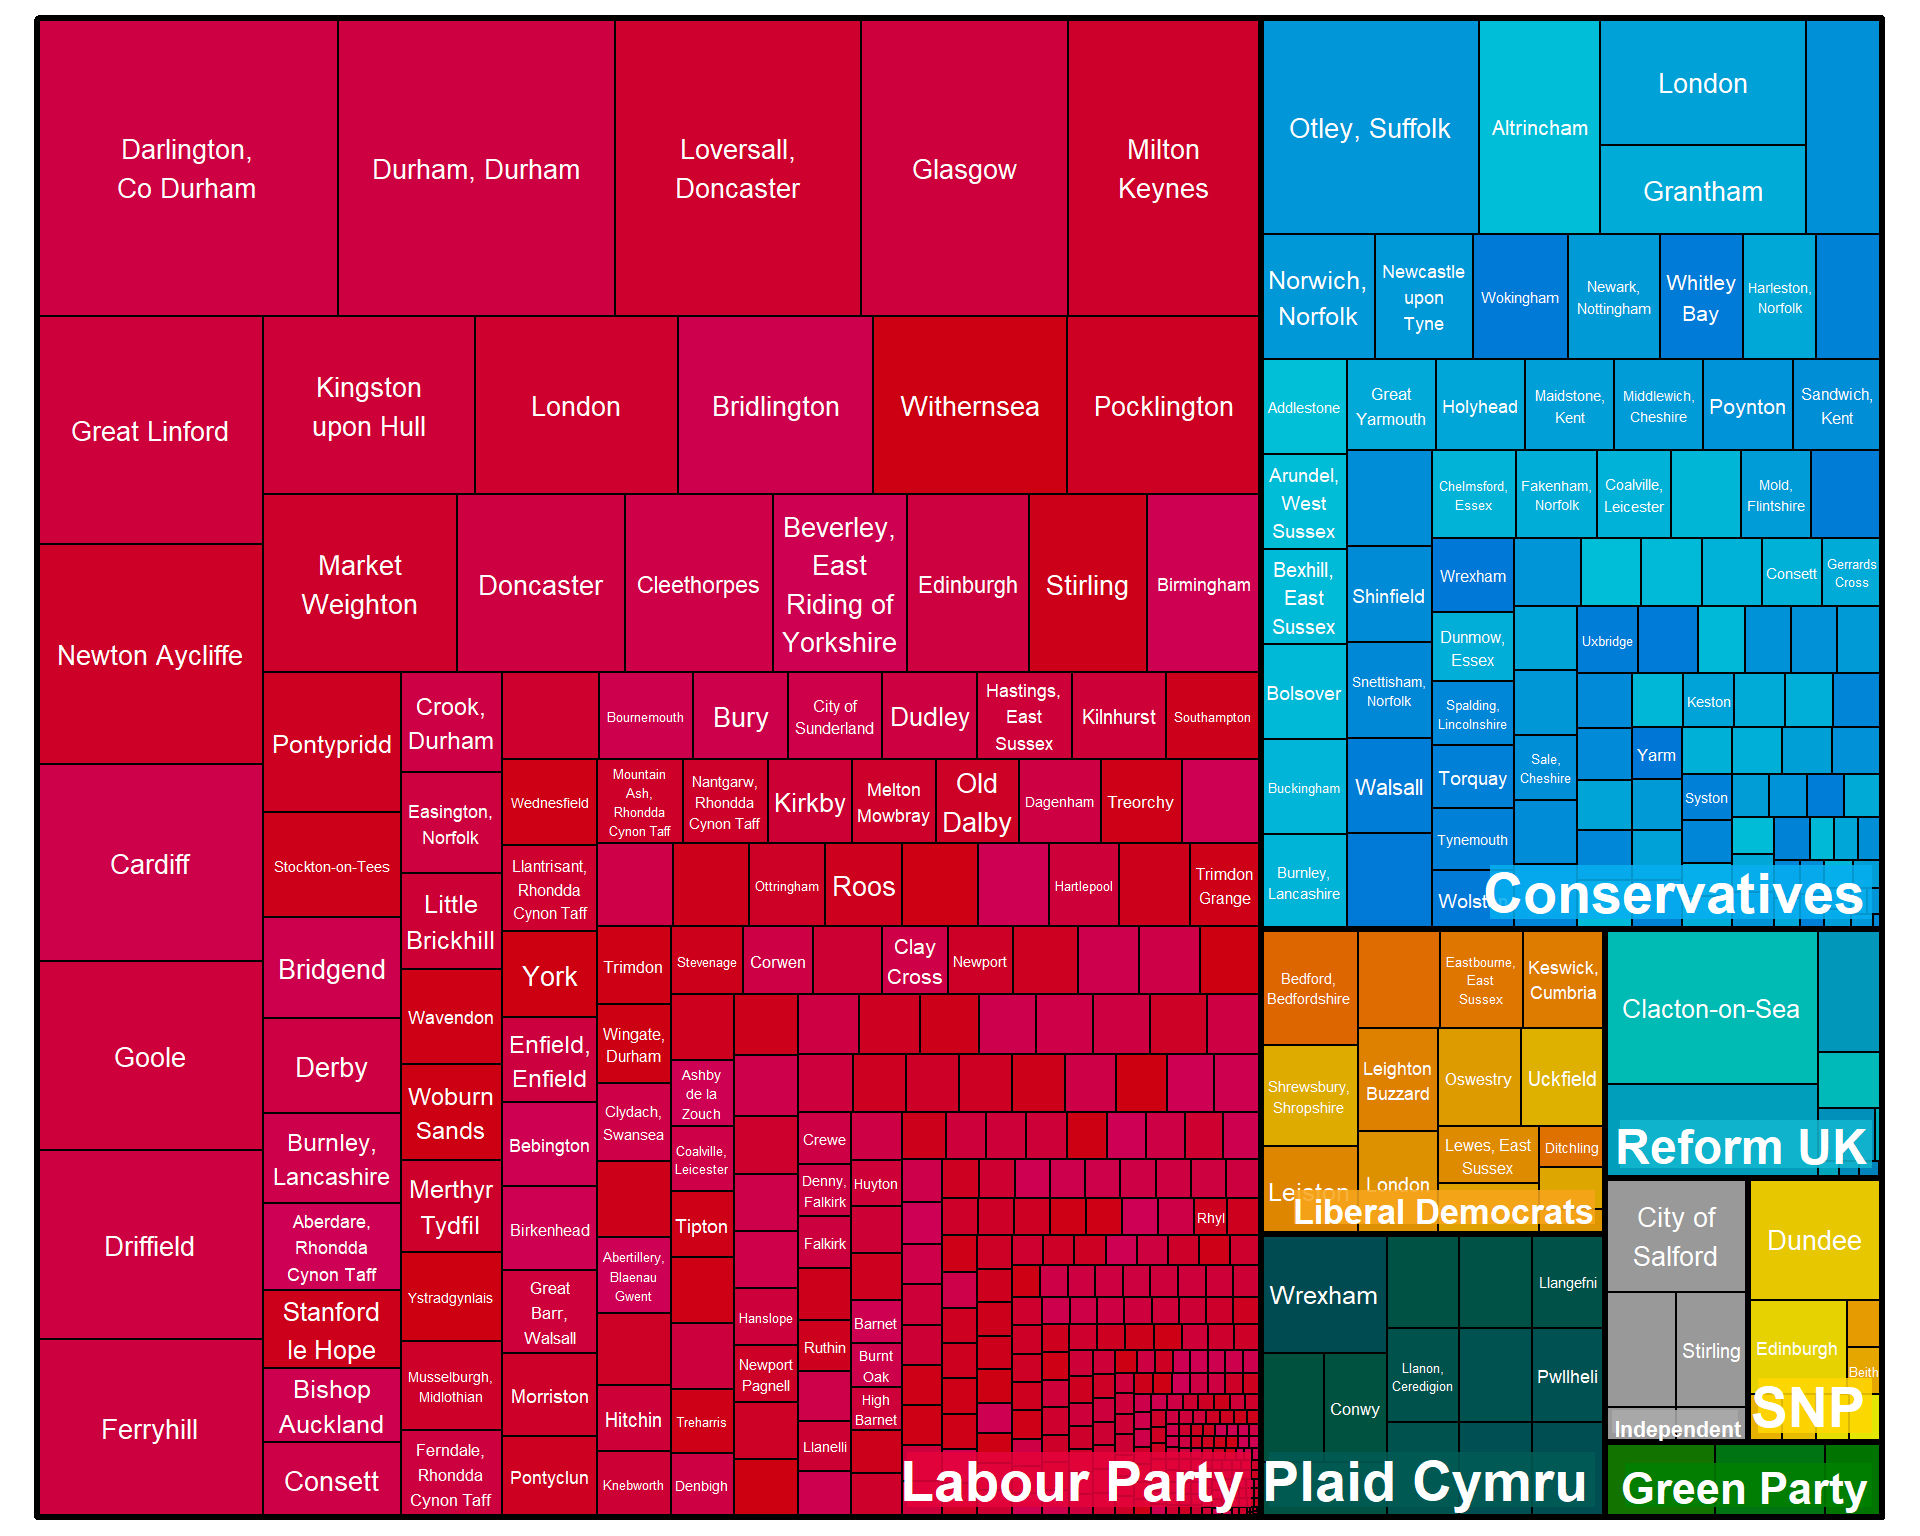 Darlington,
Co Durham
Durham, Durham
Loversall,
Doncaster
Glasgow
Milton
Keynes
Great Linford
Kingston
upon Hull
London
Bridlington
Withernsea
Pocklington
Newton Aycliffe
Market
Weighton
Doncaster
Cleethorpes
Beverley,
East
Riding of
Yorkshire
Edinburgh
Stirling
Birmingham
Cardiff
Goole
Driffield
Ferryhill
Pontypridd
Stockton-on-Tees
Bridgend
Derby
Burnley,
Lancashire
Aberdare,
Rhondda
Cynon Taff
Stanford
le Hope
Bishop
Auckland
Consett
Crook,
Durham
Easington,
Norfolk
Little
Brickhill
Wavendon
Woburn
Sands
Merthyr
Tydfil
Ystradgynlais
Musselburgh,
Midlothian
Ferndale,
Rhondda
Cynon Taff
Bournemouth
Bury
City of
Sunderland
Dudley
Hastings,
East
Sussex
Kilnhurst
Southampton
Wednesfield
Mountain
Ash,
Rhondda
Cynon Taff
Nantgarw,
Rhondda
Cynon Taff
Kirkby
Melton
Mowbray
Old
Dalby
Dagenham
Treorchy
Llantrisant,
Rhondda
Cynon Taff
Ottringham
Roos
Hartlepool
Trimdon
Grange
York
Trimdon
Stevenage
Corwen
Clay
Cross
Newport
Enfield,
Enfield
Wingate,
Durham
Bebington
Clydach,
Swansea
Ashby
de la
Zouch
Coalville,
Leicester
Crewe
Denny,
Falkirk
Huyton
Birkenhead
Tipton
Falkirk
Rhyl
Abertillery,
Blaenau
Gwent
Great
Barr,
Walsall
Hanslope
Barnet
Ruthin
Burnt
Oak
Newport
Pagnell
Morriston
High
Barnet
Hitchin
Treharris
Llanelli
Pontyclun
Knebworth
Denbigh
Labour Party
Otley, Suffolk
Altrincham
London
Grantham
Norwich,
Norfolk
Newcastle
upon
Tyne
Wokingham
Newark,
Nottingham
Whitley
Bay
Harleston,
Norfolk
Addlestone
Great
Yarmouth
Holyhead
Maidstone,
Kent
Middlewich,
Cheshire
Poynton
Sandwich,
Kent
Arundel,
West
Sussex
Chelmsford,
Essex
Fakenham,
Norfolk
Coalville,
Leicester
Mold,
Flintshire
Bexhill,
East
Sussex
Shinfield
Wrexham
Consett
Gerrards
Cross
Dunmow,
Essex
Uxbridge
Bolsover
Snettisham,
Norfolk
Spalding,
Lincolnshire
Keston
Buckingham
Walsall
Torquay
Sale,
Cheshire
Yarm
Syston
Burnley,
Lancashire
Tynemouth
Conservatives
Bedford,
Bedfordshire
Eastbourne,
East
Sussex
Keswick,
Cumbria
Shrewsbury,
Shropshire
Leighton
Buzzard
Oswestry
Uckfield
Lewes, East
Sussex
Ditchling
Leiston
London
Liberal Democrats
Clacton-on-Sea
Reform UK
Wrexham
Llangefni
Conwy
Llanon,
Ceredigion
Pwllheli
Plaid Cymru
City of
Salford
Stirling
Independent
Dundee
Edinburgh
Beith
SNP
Green Party